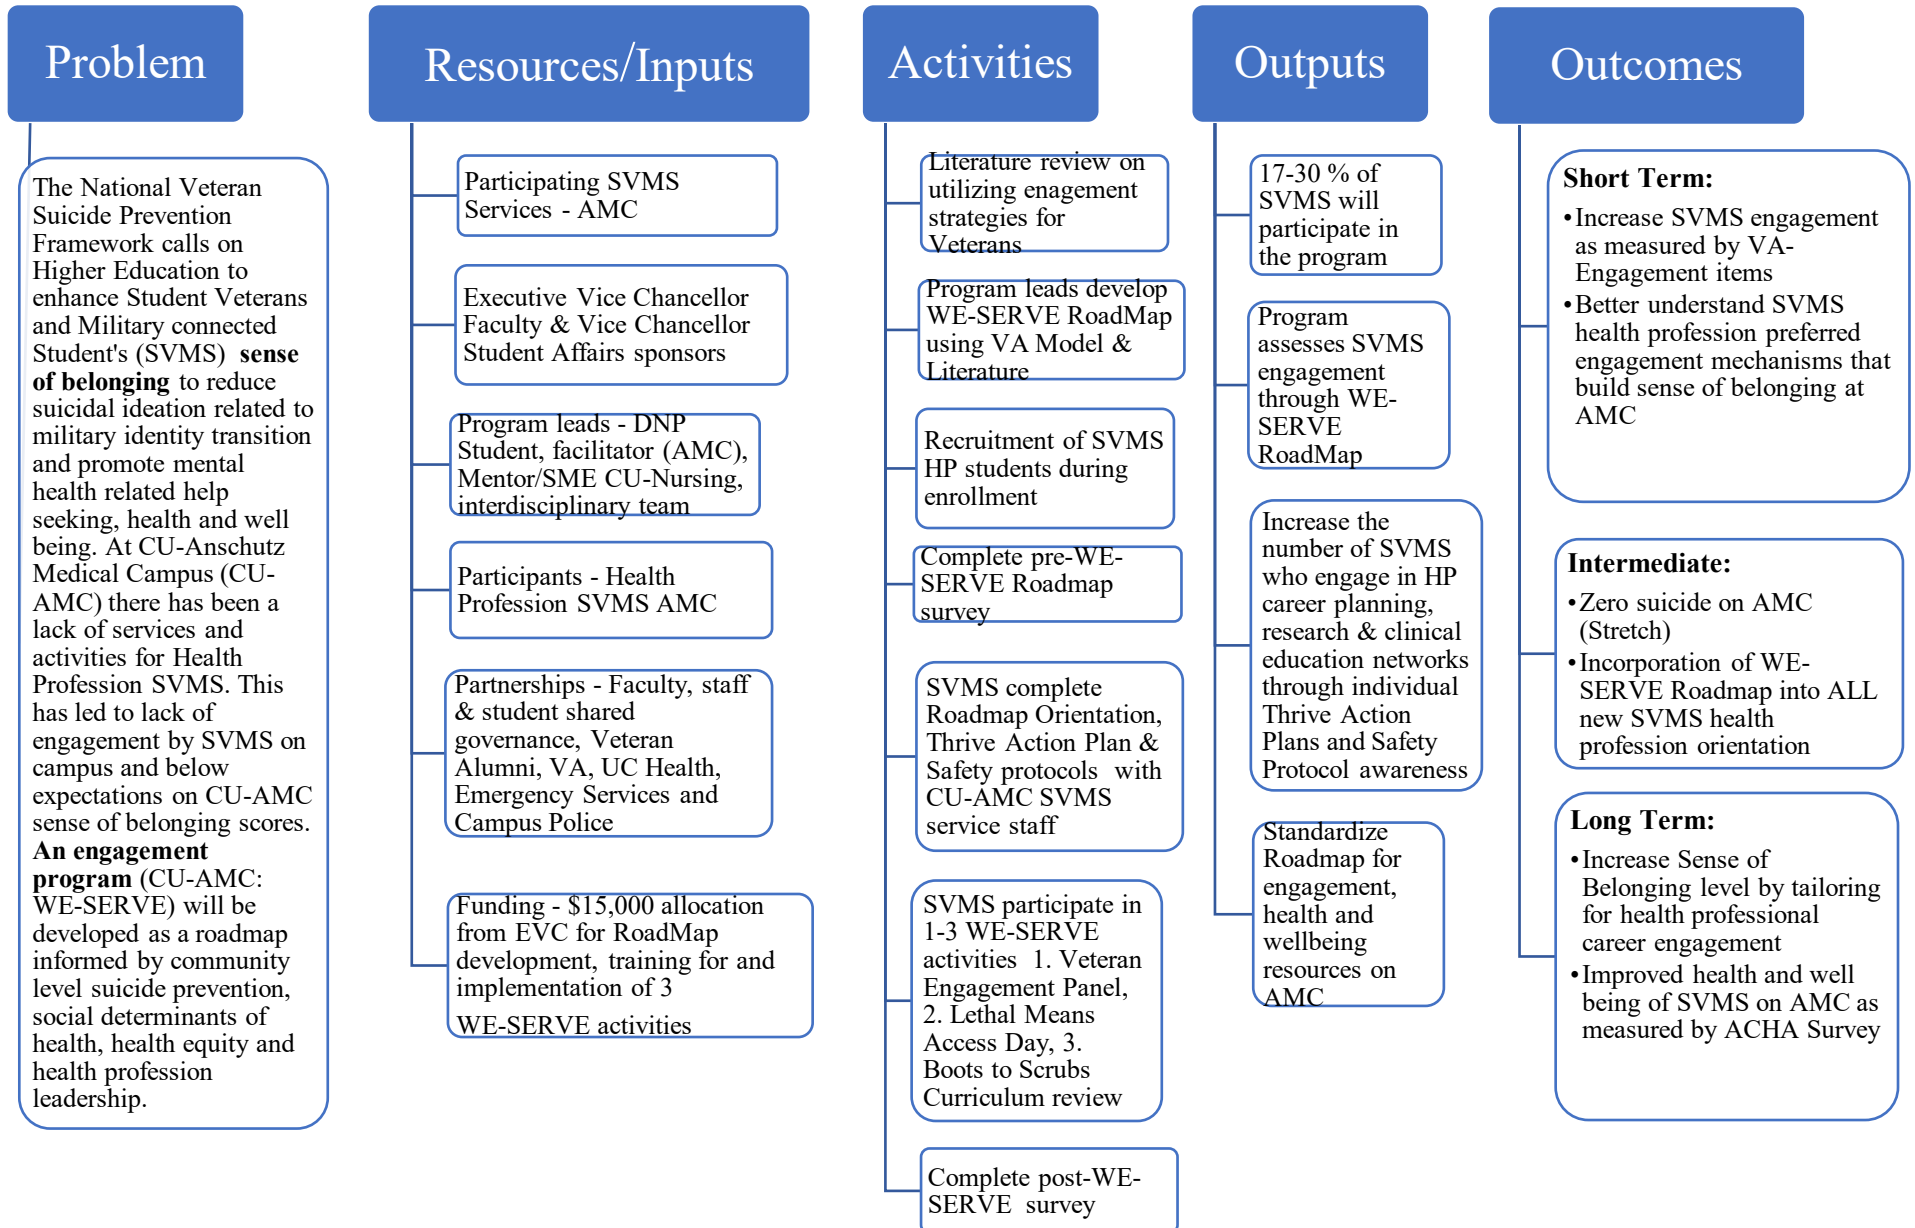 Problem
The National Veteran
Suicide Prevention
Framework calls on
Higher Education to
enhance Student Veterans
and Military connected
Student's (SVMS) sense
of belonging to reduce
suicidal ideation related to
military identity transition
and promote mental
health related help
seeking, health and well
being. At CU-Anschutz
Medical Campus (CU-
AMC) there has been a
lack of services and
activities for Health
Profession SVMS. This
has led to lack of
engagement by SVMS on
campus and below
expectations on CU-AMC
sense of belonging scores.
An engagement
program (CU-AMC:
WE-SERVE) will be
developed as a roadmap
informed by community
level suicide prevention,
social determinants of
health, health equity and
health profession
leadership.
Resources/Inputs
Participating SVMS
Services - AMC
Executive Vice Chancellor
Faculty & Vice Chancellor
Student Affairs sponsors
Program leads - DNP
Student, facilitator (AMC),
Mentor/SME CU-Nursing,
interdisciplinary team
Participants - Health
Profession SVMS AMC
Partnerships - Faculty, staff
& student shared
governance, Veteran
Alumni, VA, UC Health,
Emergency Services and
Campus Police
Funding - $15,000 allocation
from EVC for RoadMap
development, training for and
implementation of 3
WE-SERVE activities
Activities
Literature review on
utilizing enagement
strategies for
Veterans
Program leads develop
WE-SERVE RoadMap
using VA Model &
Literature
Recruitment of SVMS
HP students during
enrollment
Complete pre-WE-
SERVE Roadmap
survey
SVMS complete
Roadmap Orientation,
Thrive Action Plan &
Safety protocols with
CU-AMC SVMS
service staff
SVMS participate in
1-3 WE-SERVE
activities 1. Veteran
Engagement Panel,
2. Lethal Means
Access Day, 3.
Boots to Scrubs
Curriculum review
Complete post-WE-
SERVE survey
Outputs
17-30 % of
SVMS will
participate in
the program
Program
assesses SVMS
engagement
through WE-
SERVE
RoadMap
Increase the
number of SVMS
who engage in HP
career planning,
research & clinical
education networks
through individual
Thrive Action
Plans and Safety
Protocol awareness
Standardize
Roadmap for
engagement,
health and
wellbeing
resources on
AMC
Outcomes
Short Term:
•Increase SVMS engagement
as measured by VA-
Engagement items
•Better understand SVMS
health profession preferred
engagement mechanisms that
build sense of belonging at
AMC
Intermediate:
•Zero suicide on AMC
(Stretch)
•Incorporation of WE-
SERVE Roadmap into ALL
new SVMS health
profession orientation
Long Term:
•Increase Sense of
Belonging level by tailoring
for health professional
career engagement
•Improved health and well
being of SVMS on AMC as
measured by ACHA Survey